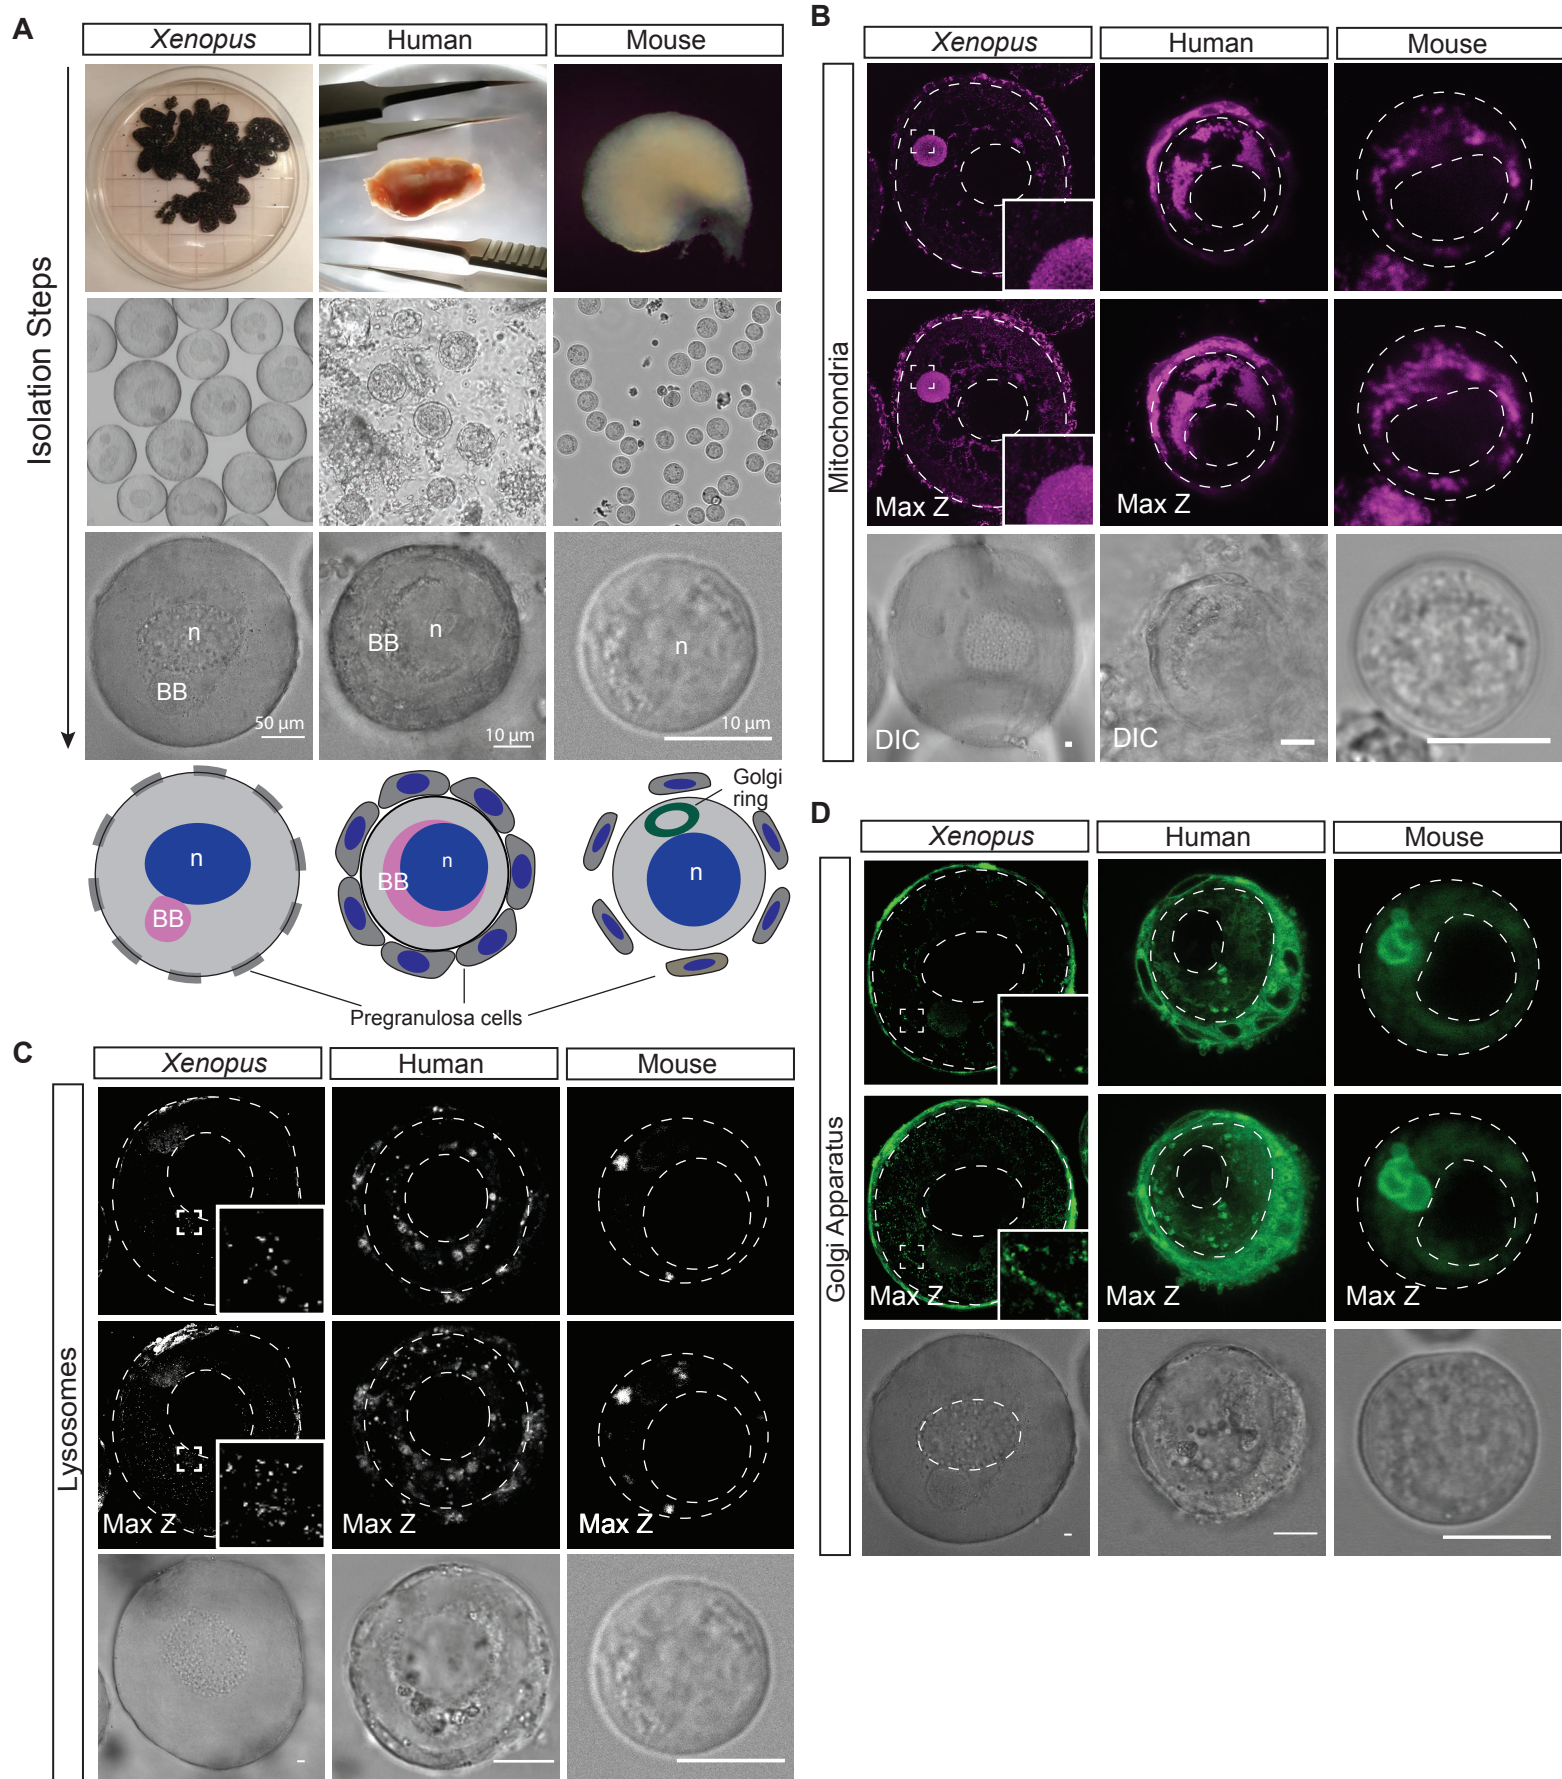 A
Xenopus
Human
Mouse
Isolation Steps
n
BB
50 µm
BB
n
10 µm
n
10 µm
n
BB
BB
n
Golgi
ring
n
Pregranulosa cells
B
Xenopus
Human
Mouse
Mitochondria
Max Z
Max Z
DIC
DIC
C
Xenopus
Human
Mouse
Lysosomes
Max Z
Max Z
Max Z
D
Xenopus
Human
Mouse
Golgi Apparatus
Max Z
Max Z
Max Z